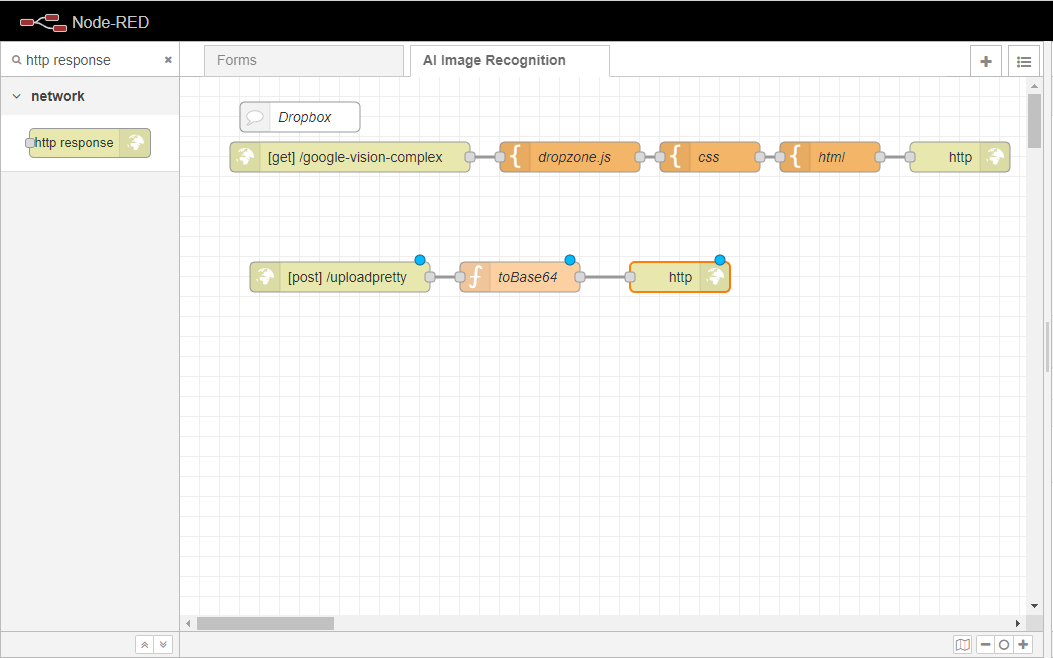 Node-RED
http response
Forms
AI Image Recognition
network
http response
Dropbox
[get] /google-vision-complex
dropzone.js
css
html
http
[post] /uploadpretty
toBase64
http